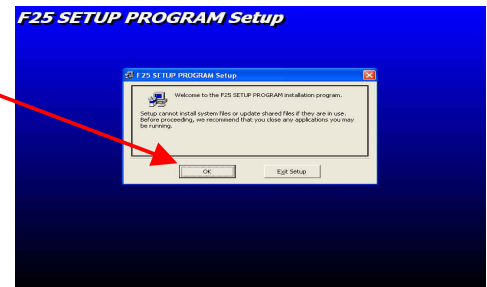 F25 SETUP PROGRAM Setup
F25 SETUP PROGRAM Setup
Welcome to the F25 SETUP PROGRAM installation program.
Setup cannot install system files or update shared files if they are in use.
Before proceeding, we recommend that you close any applications you may
be running.
OK
Exit Setup